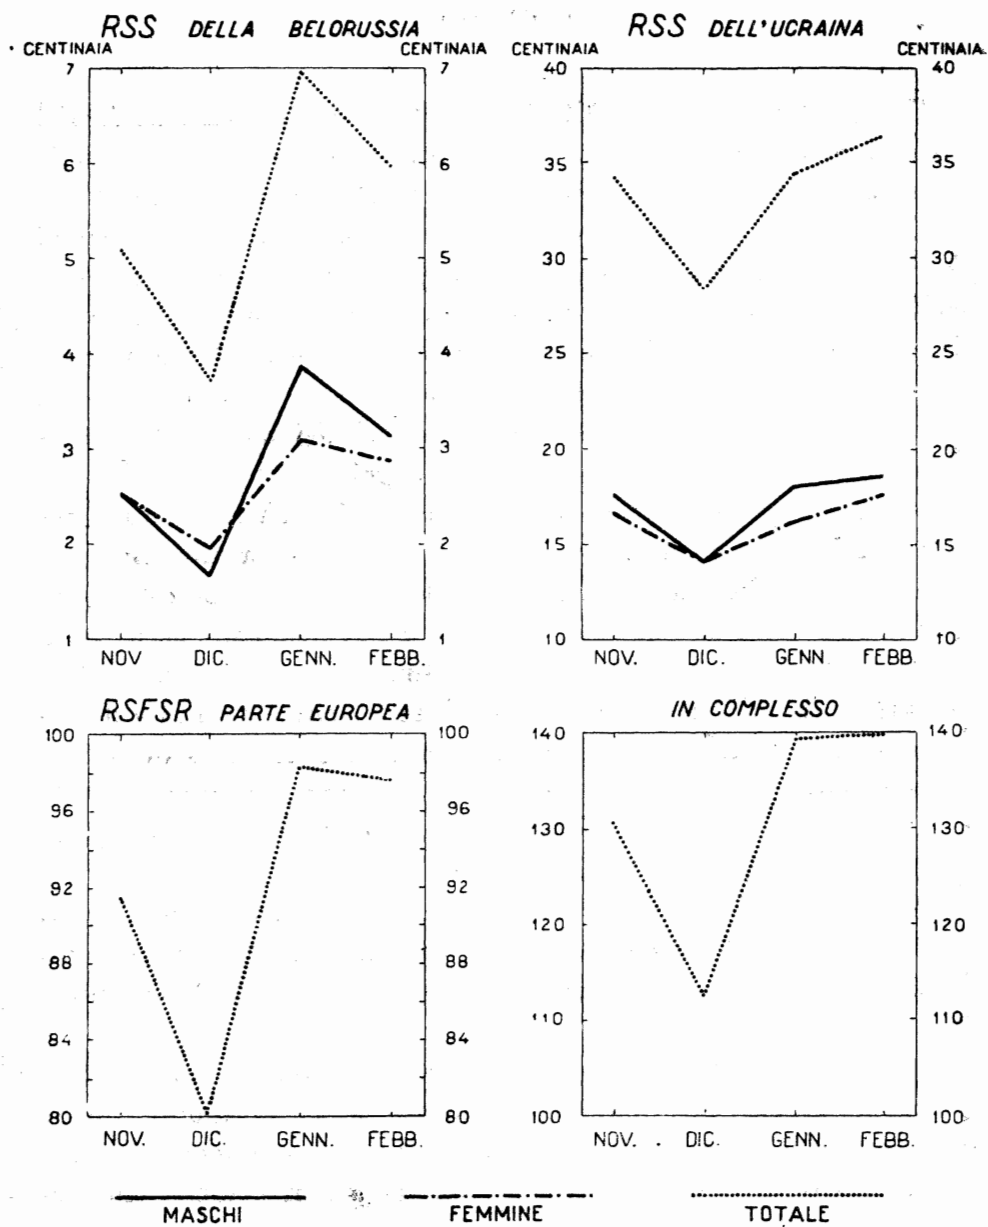 RSS DELLA BELORUSSIA
CENTINAIA CENTINAIA
7 7
6 6
5 5
4 4
3 3
2 2
1 1
NOV DIC. GENN. FEBB.
RSS DELL'UCRAINA
CENTINAIA CENTINAIA
40 40
35 35
30 30
25 25
20 20
15 15
10 10
NOV. DIC. GENN FEBB.
RSFSR PARTE EUROPEA
100 100
96 96
92 92
88 88
84 84
80 80
NOV. DIC. GENN. FEBB.
IN COMPLESSO
140 140
130 130
120 120
110 110
100 100
NOV. DIC. GENN. FEBB.
MASCHI FEMMINE TOTALE